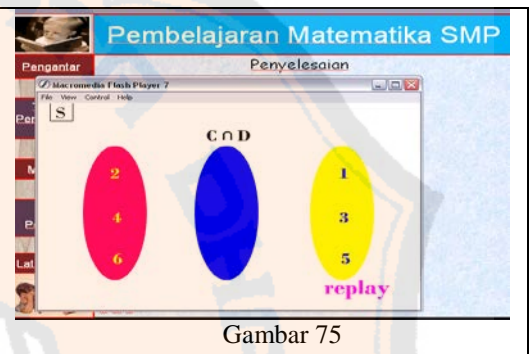 Pembelajaran Matematika SMP
Pengantar
Penyelesaian
Macromedia Flash Player 7
File View Control Help
S
C ∩ D
2
1
4
3
6
5
replay
Gambar 75